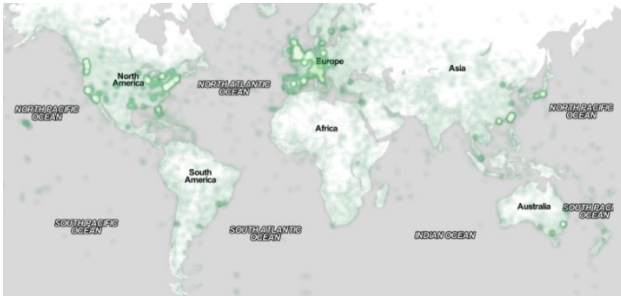 Europe
Asia
North
America
NORTH ATLANTIC
OCEAN
NORTH PACIFIC
OCEAN
NORTH PACIFIC
OCEAN
Africa
South
America
Australia
SOUTH PACI
OCEAN
SOUTH PACIFIC
OCEAN
SOUTH ATLANTIC
OCEAN
INDIAN OCEAN